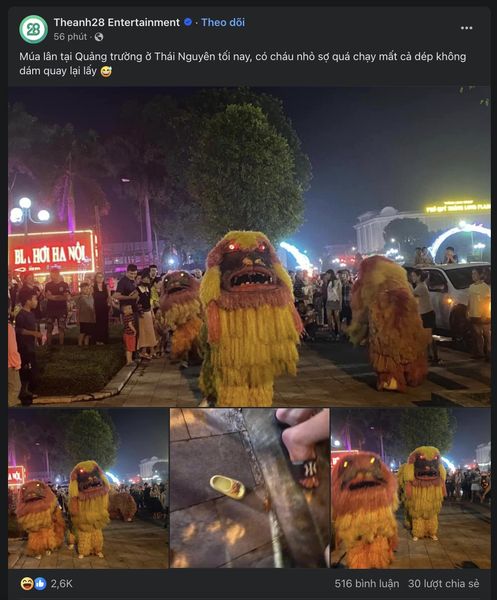 Theanh28 Entertainment · Theo dõi
56 phút ·
Múa lân tại Quảng trường ở Thái Nguyên tối nay, có cháu nhỏ sợ quá chạy mất cả dép không
dám quay lại lấy 😅
28
BIA HƠI HÀ NỘI
2,6K
516 bình luận 30 lượt chia sẻ